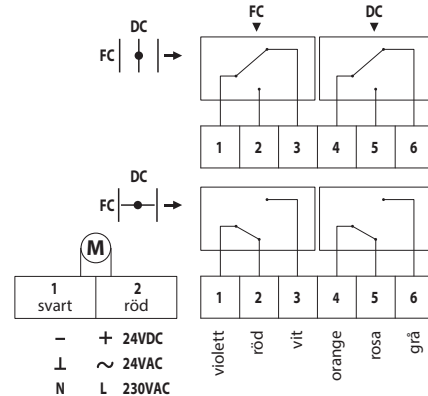 FC DC
DC
FC
1 2 3 4 5 6
DC
FC
M
1 2
svart röd
1 2 3 4 5 6
violett röd vit orange rosa grå
− + 24VDC
⊥ ~ 24VAC
N L 230VAC